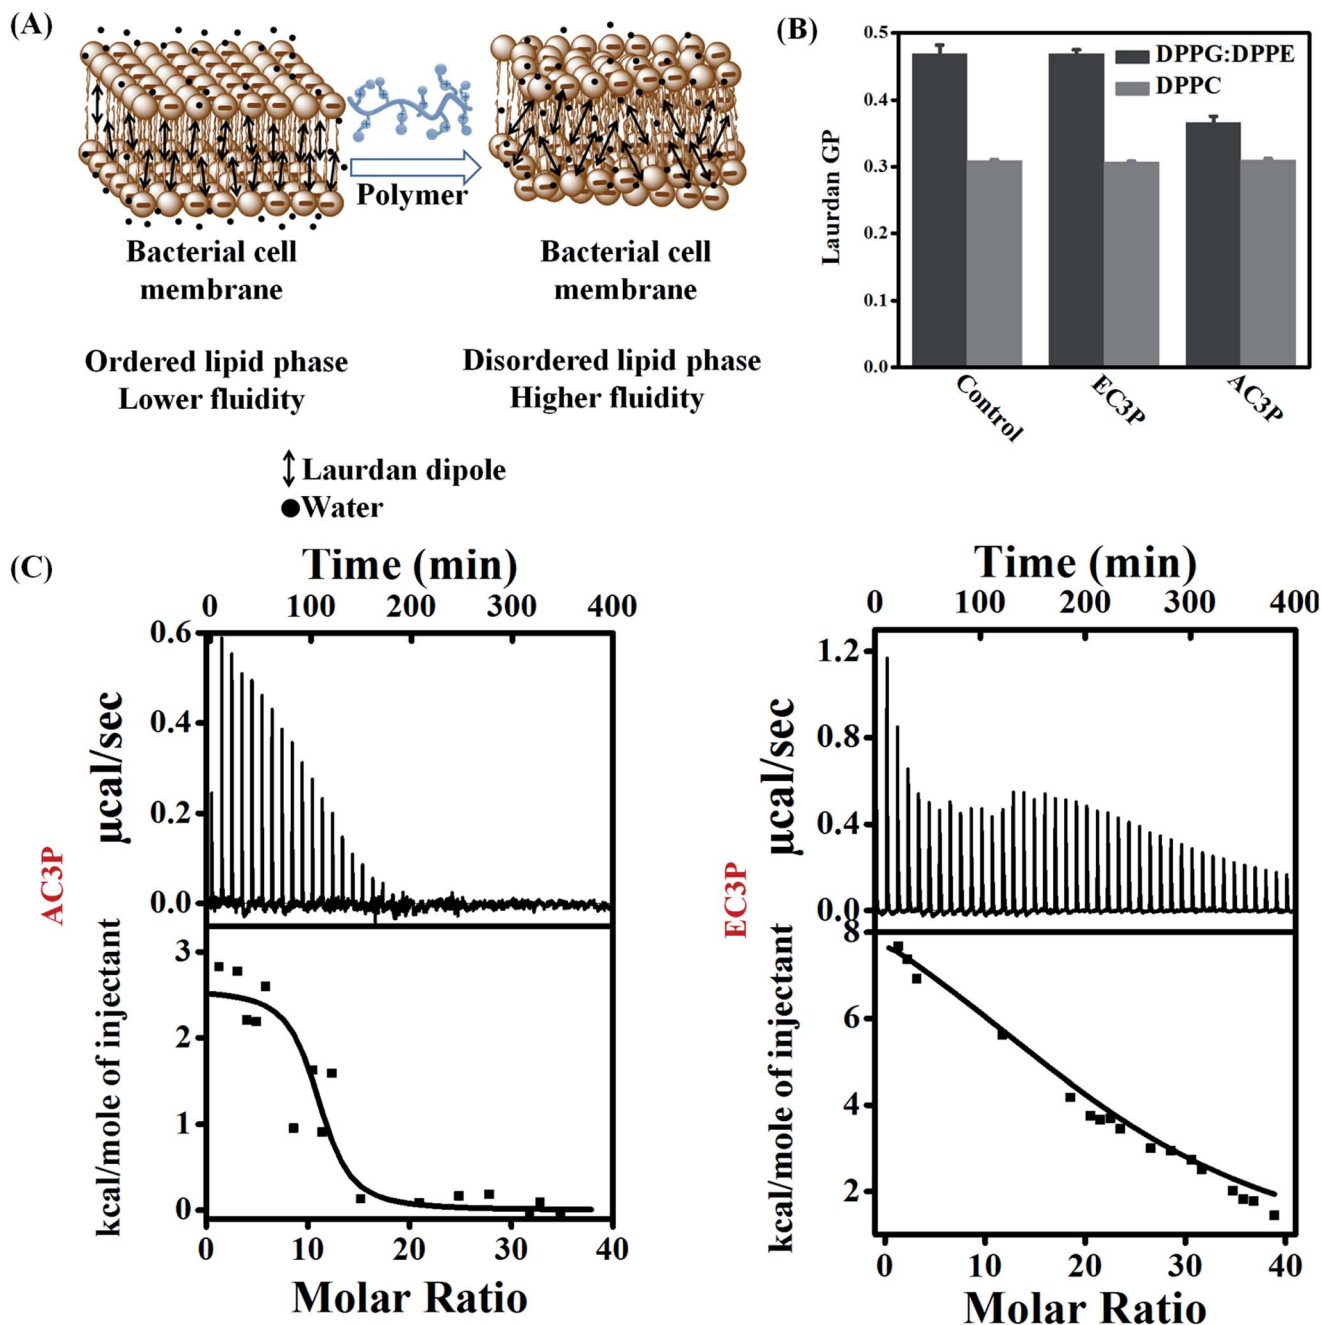 (A)
Polymer
Bacterial cell
membrane
Bacterial cell
membrane
Ordered lipid phase
Lower fluidity
Disordered lipid phase
Higher fluidity
Laurdan dipole
Water
(B)
0.5
0.4
0.3
0.2
0.1
0.0
Laurdan GP
DPPG:DPPE
DPPC
Control
EC3P
AC3P
(C)
Time (min)
0 100 200 300 400
0.6
0.4
0.2
0.0
µcal/sec
AC3P
3
2
1
0
kcal/mole of injectant
0 10 20 30 40
Molar Ratio
Time (min)
0 100 200 300 400
1.2
0.8
0.4
0.0
µcal/sec
EC3P
8
6
4
2
kcal/mole of injectant
0 10 20 30 40
Molar Ratio